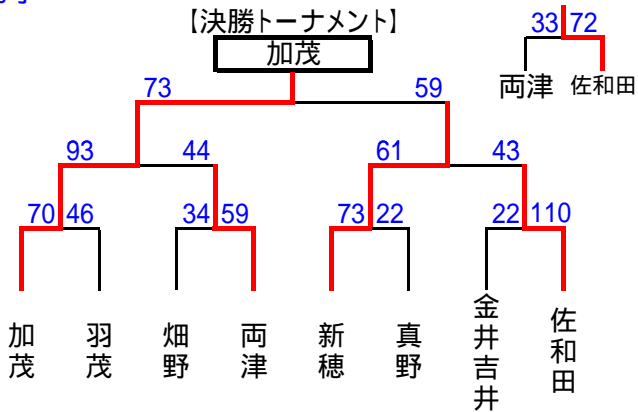 【決勝トーナメント】
加茂
33 72
両津 佐和田
73 59
93 44 61 43
70 46 34 59 73 22 22 110
加茂
羽茂
畑野
両津
新穂
真野
金井吉井
佐和田